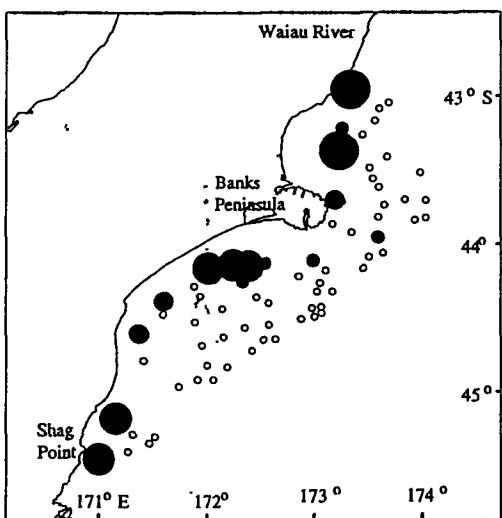 Waiau River
43° S
Banks
Peninsula
44°
45°
Shag
Point
171° E
172°
173°
174°